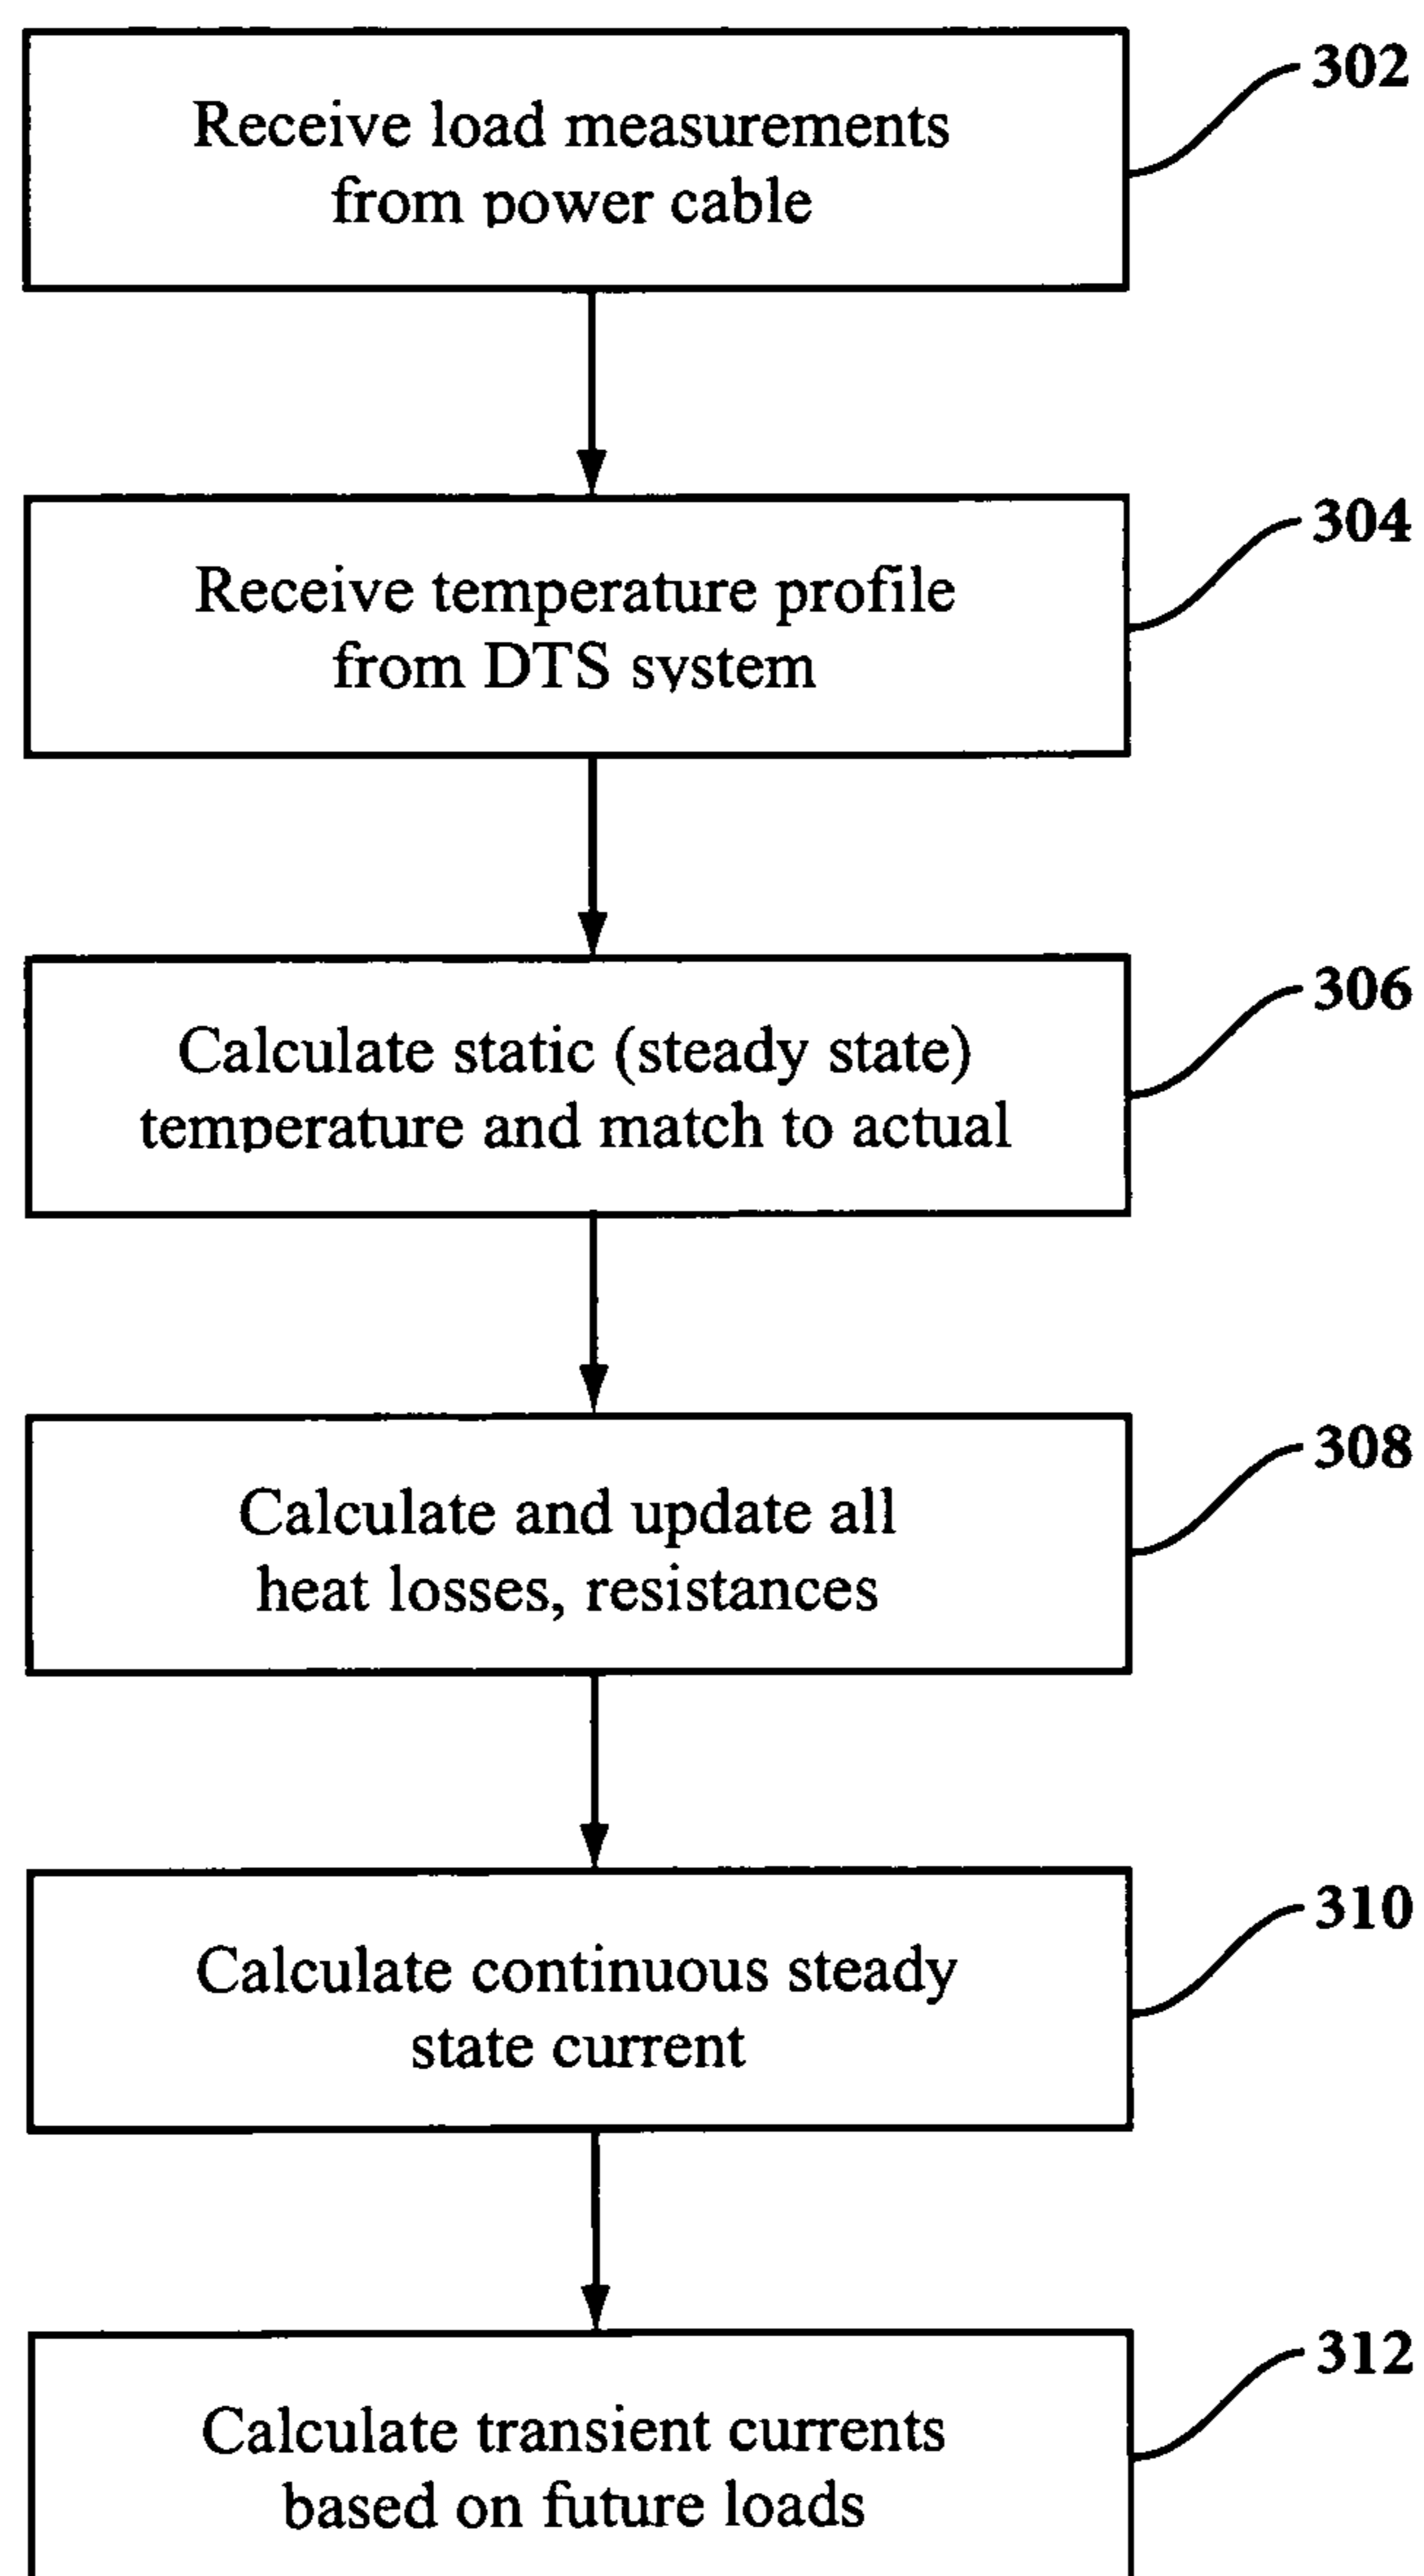 302
Receive load measurements
from power cable
304
Receive temperature profile
from DTS system
306
Calculate static (steady state)
temperature and match to actual
308
Calculate and update all
heat losses, resistances
310
Calculate continuous steady
state current
312
Calculate transient currents
based on future loads